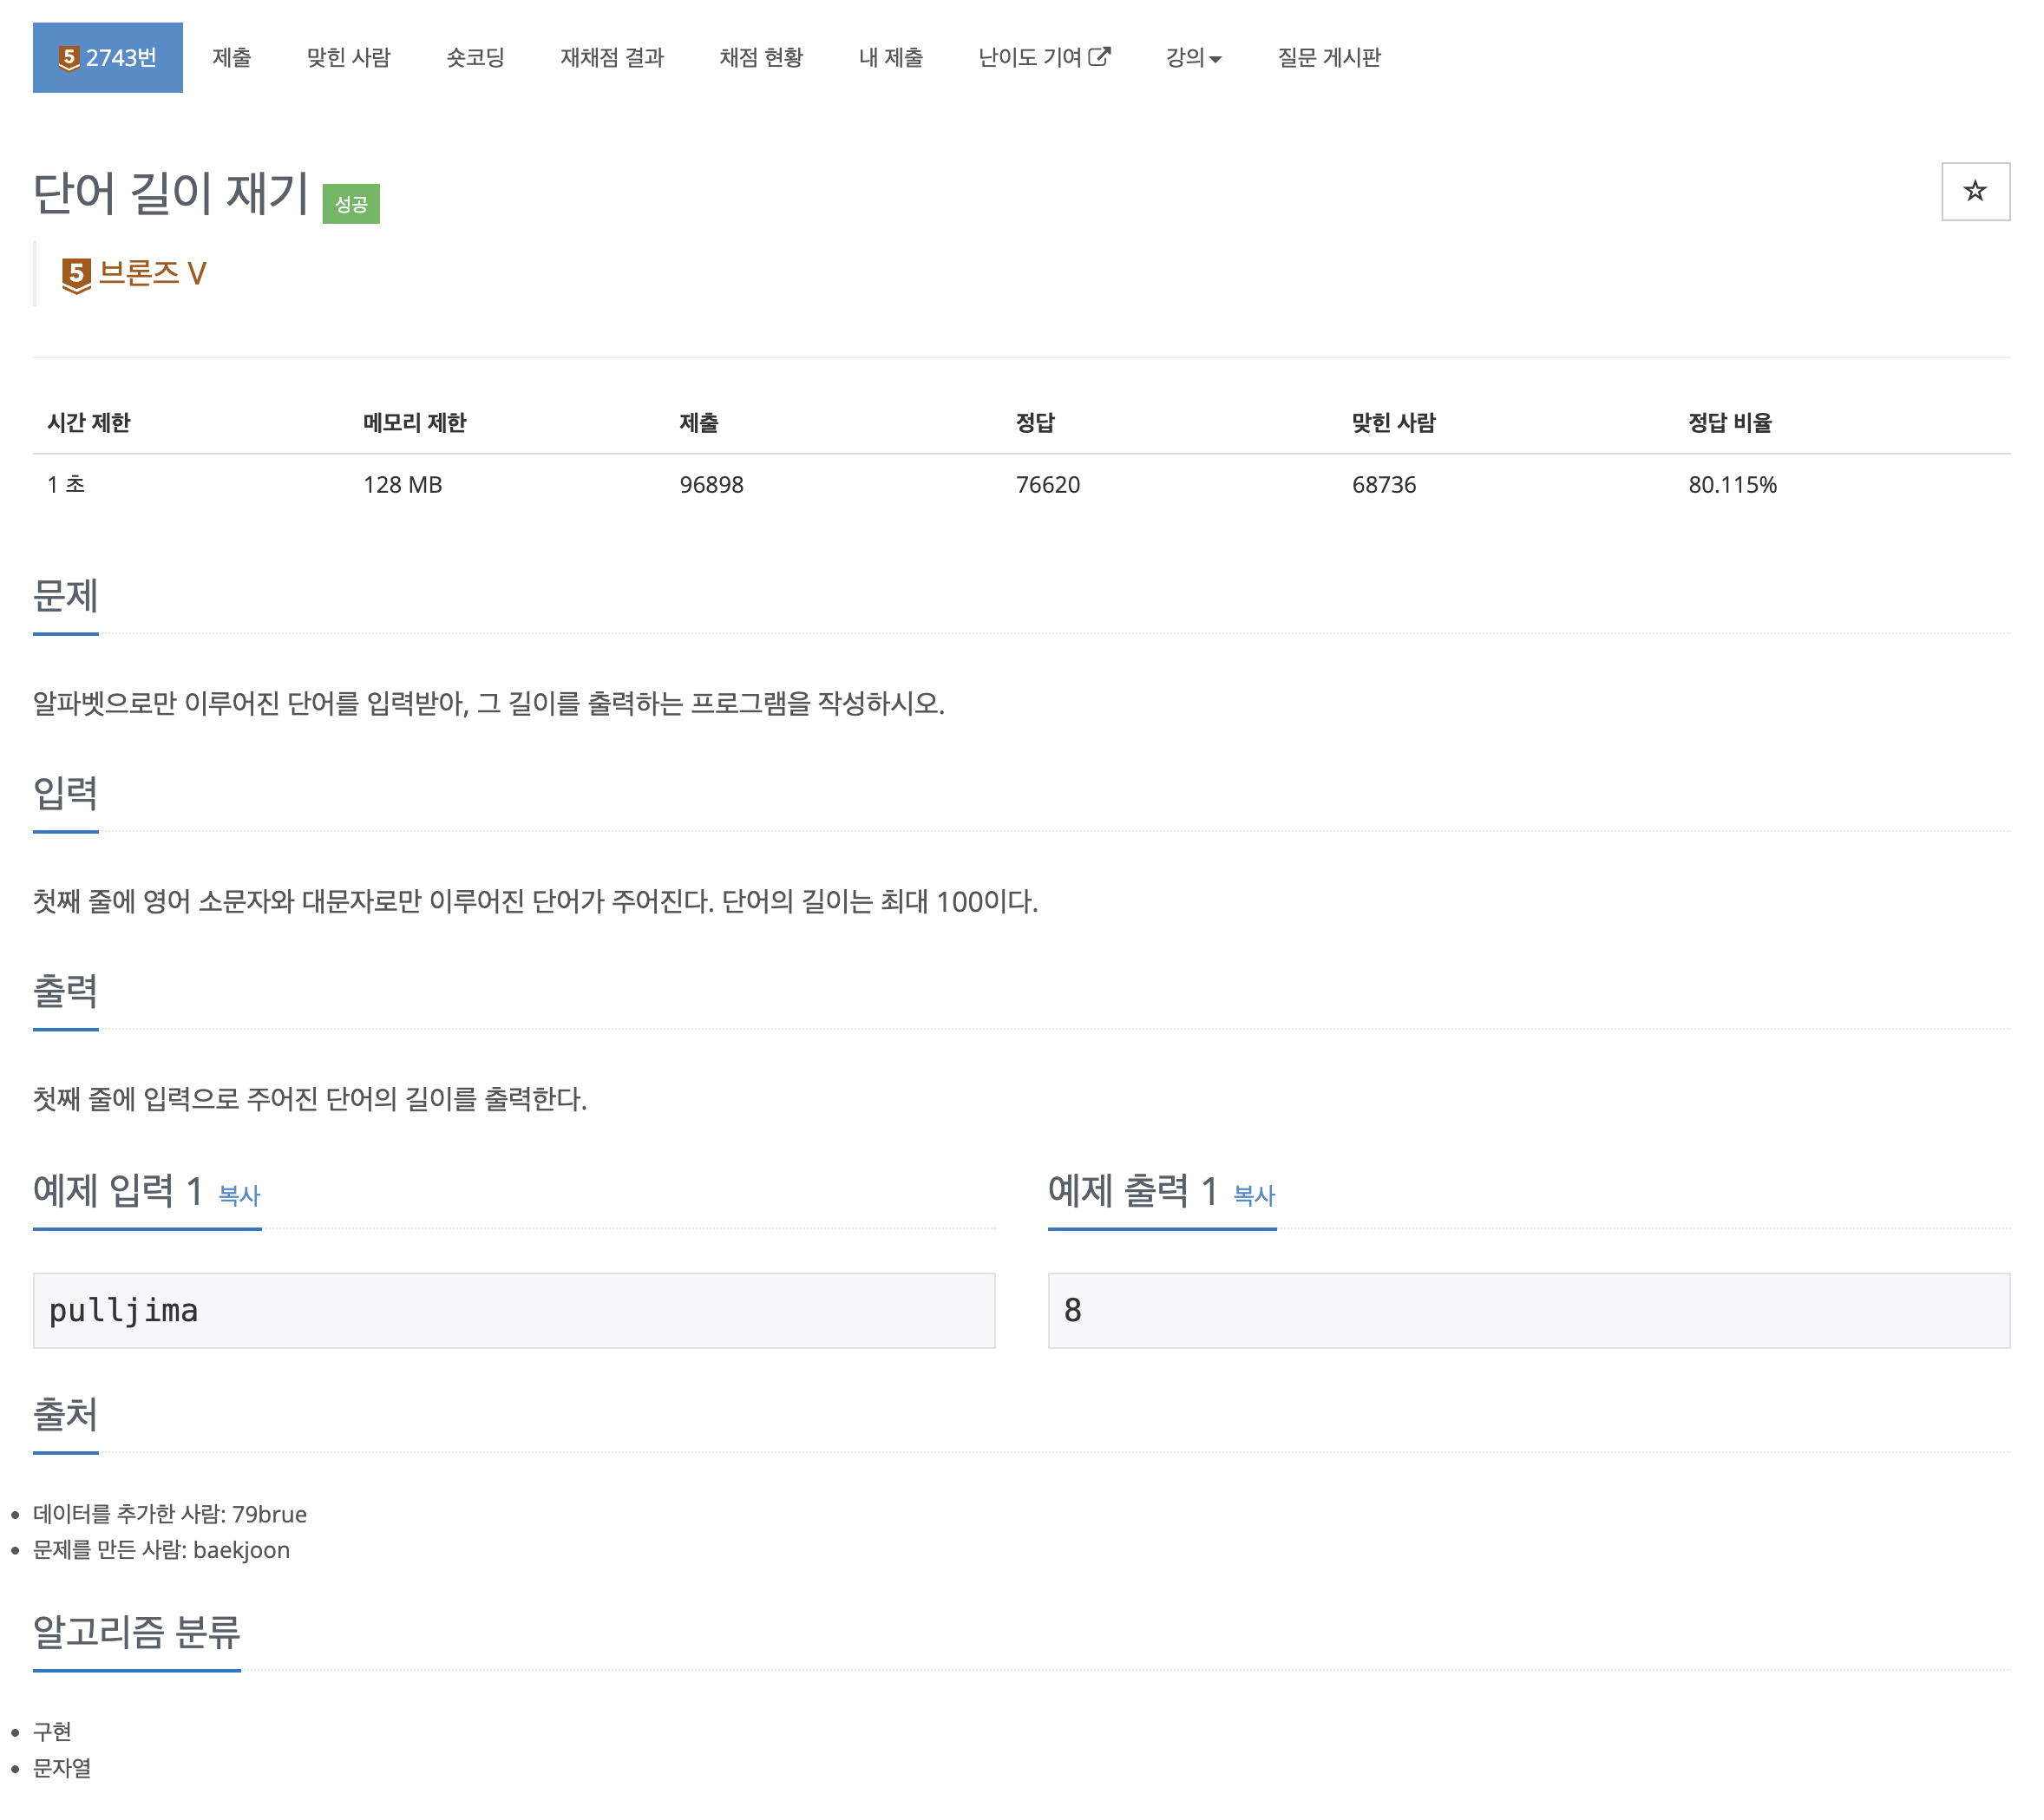 5 2743번 제출 맞힌 사람 숏코딩 재채점 결과 채점 현황 내 제출 난이도 기여 강의 질문 게시판
단어 길이 재기 성공
5 브론즈 V
시간 제한 메모리 제한 제출 정답 맞힌 사람 정답 비율
1 초 128 MB 96898 76620 68736 80.115%
문제
알파벳으로만 이루어진 단어를 입력받아, 그 길이를 출력하는 프로그램을 작성하시오.
입력
첫째 줄에 영어 소문자와 대문자로만 이루어진 단어가 주어진다. 단어의 길이는 최대 100이다.
출력
첫째 줄에 입력으로 주어진 단어의 길이를 출력한다.
예제 입력 1 복사 예제 출력 1 복사
pulljima 8
출처
데이터를 추가한 사람: 79brue
문제를 만든 사람: baekjoon
알고리즘 분류
구현
문자열